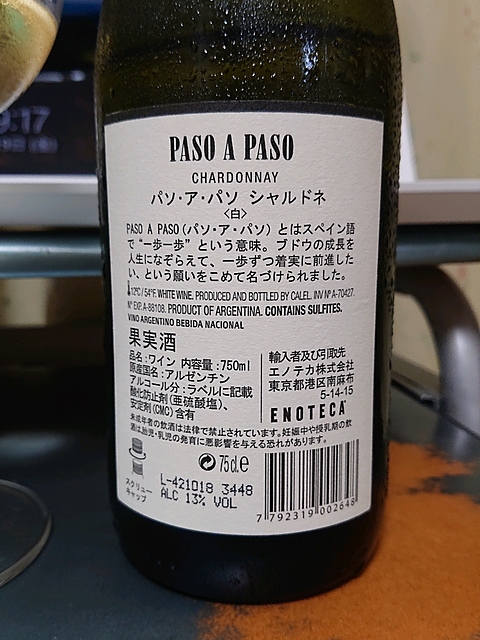 9:17
PASO A PASO
CHARDONNAY
パソ・ア・パソ シャルドネ
<白>
PASO A PASO(パソ・ア・パソ) とはスペイン語
で "一歩一歩" という意味。ブドウの成長を
人生になぞらえて、一歩ずつ着実に前進した
い、という願いをこめて名づけられました。
12°C / 54°F WHITE WINE. PRODUCED AND BOTTLED BY CALEL. INV Nº A-70427.
Nº EXP. A-88108. PRODUCT OF ARGENTINA. CONTAINS SULFITES.
VINO ARGENTINO BEBIDA NACIONAL
果実酒
品名:ワイン 内容量:750ml
原産国名:アルゼンチン
アルコール分:ラベルに記載
酸化防止剤(亜硫酸塩)、
安定剤(CMC)含有
輸入者及び引取先
エノテカ株式会社
東京都港区南麻布
5-14-15
ENOTECA
未成年者の飲酒は法律で禁止されています。妊娠中や授乳期の飲
酒は胎児・乳児の発育に悪影響を与える恐れがあります。
スクリュー
キャップ
75cl.e
L-421018 3448
ALC 13% VOL
7 792319 002648